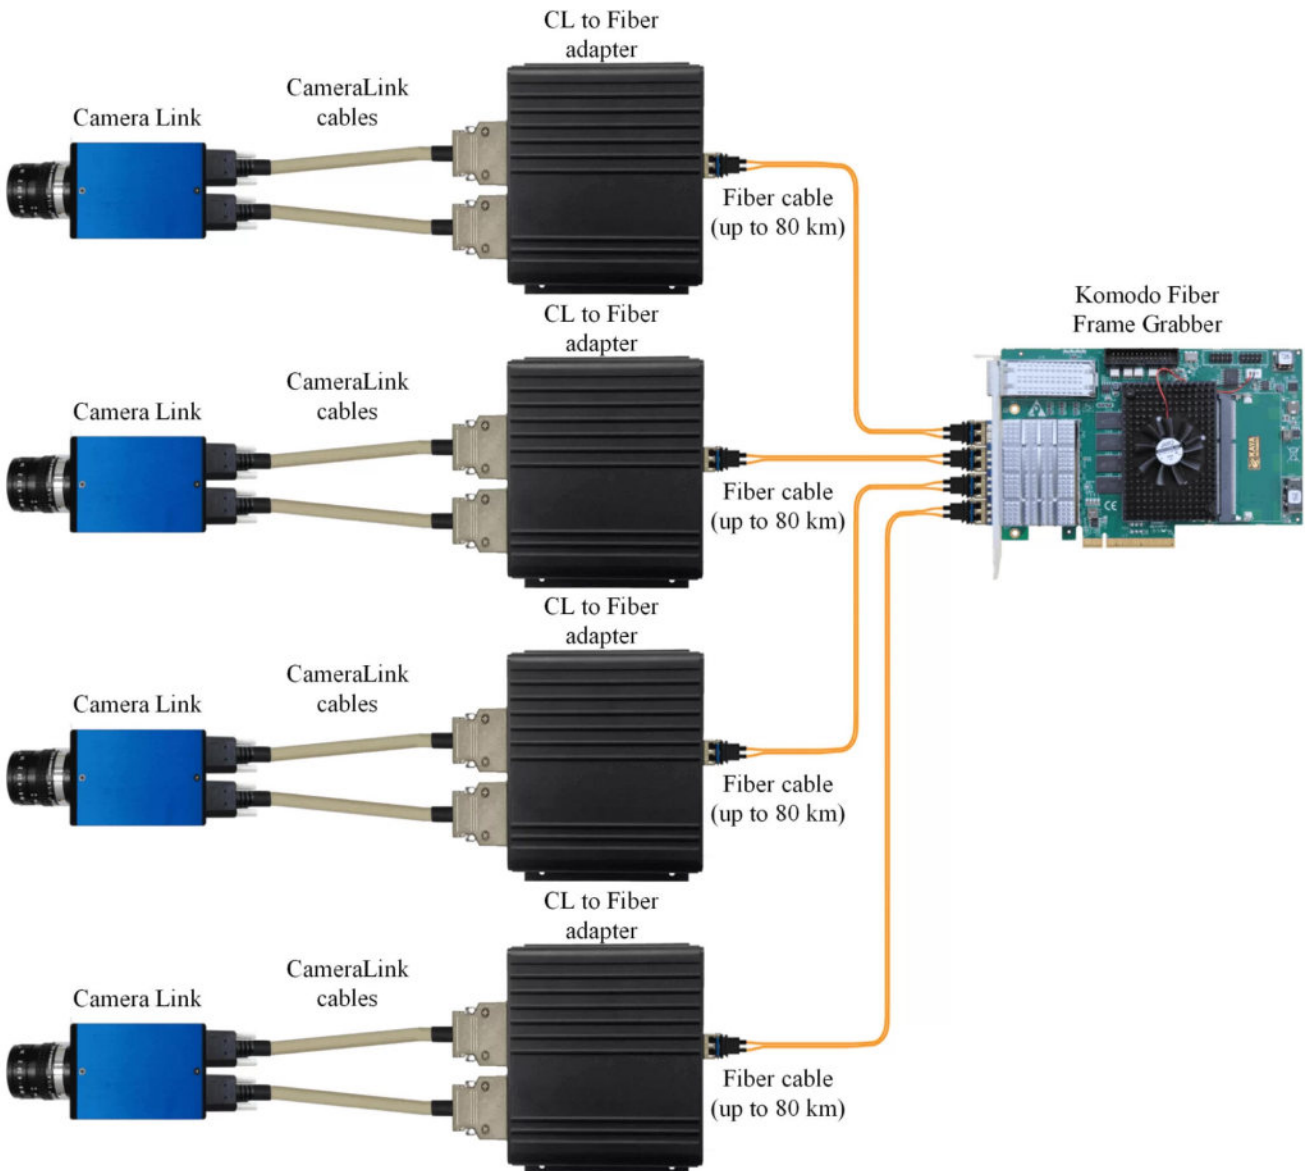 CL to Fiber
adapter
CameraLink
cables
Camera Link
Fiber cable
(up to 80 km)
CL to Fiber
adapter
CameraLink
cables
Camera Link
Fiber cable
(up to 80 km)
Komodo Fiber
Frame Grabber
KAYA
CE
CL to Fiber
adapter
CameraLink
cables
Camera Link
Fiber cable
(up to 80 km)
CL to Fiber
adapter
CameraLink
cables
Camera Link
Fiber cable
(up to 80 km)